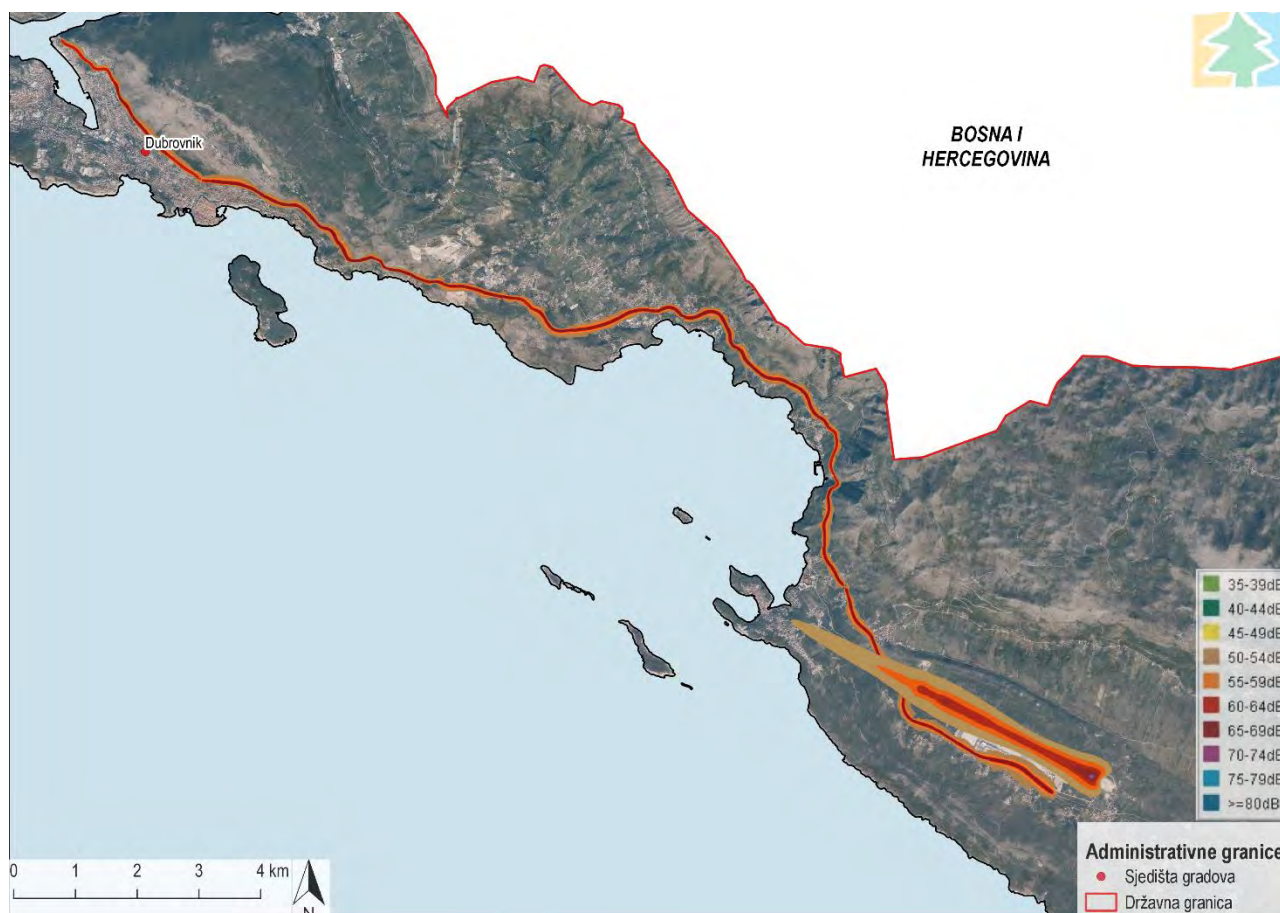 Dubrovnik
BOSNA I
HERCEGOVINA
35-39dB
40-44dB
45-49dB
50-54dB
55-59dB
60-64dB
65-69dB
70-74dB
75-79dB
>=80dB
Administrativne granice
Sjedišta gradova
Državna granica
0 1 2 3 4 km
N